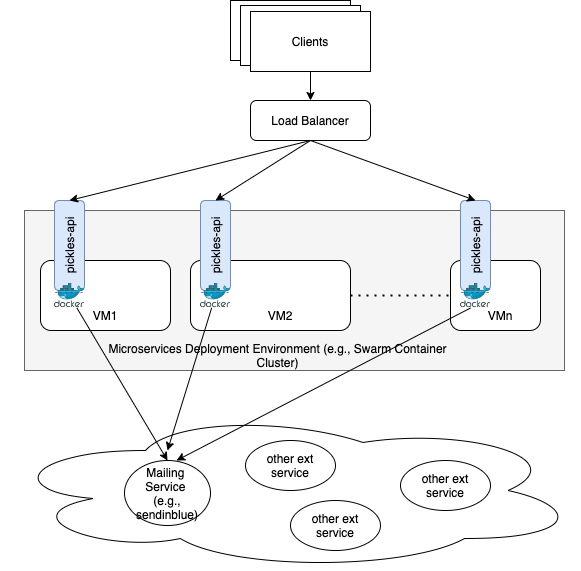 Clients
Load Balancer
pickles-api
pickles-api
pickles-api
docker
docker
docker
VM1
VM2
VMn
Microservices Deployment Environment (e.g., Swarm Container
Cluster)
Mailing
Service
(e.g.,
sendinblue)
other ext
service
other ext
service
other ext
service